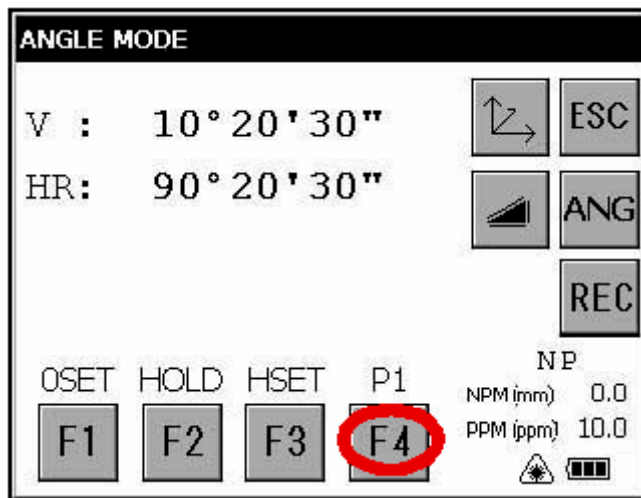 ANGLE MODE
V : 10°20'30"
HR: 90°20'30"
ESC
ANG
REC
0SET HOLD HSET P1
F1 F2 F3 F4
NP
NPM (mm) 0.0
PPM (ppm) 10.0